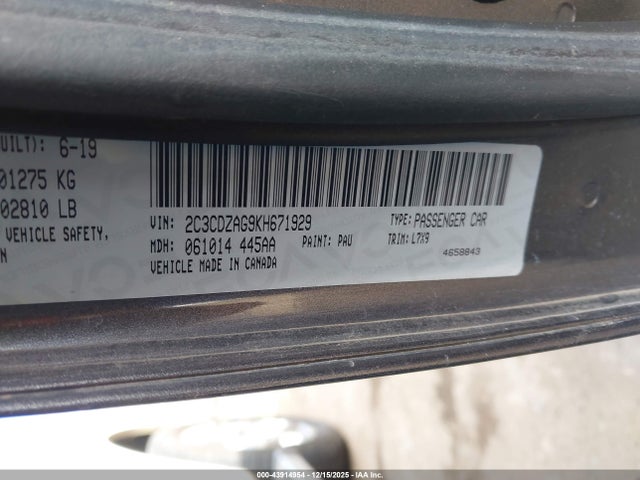 UILT): 6-19
01275 KG
02810 LB
VEHICLE SAFETY,
N
VIN: 2C3CDZAG9KH671929
TYPE: PASSENGER CAR
MDH: 061014 445AA
PAINT: PAU
TRIM: L7X9
VEHICLE MADE IN CANADA
4658843
000-43914954 - 12/15/2025 - IAA Inc.